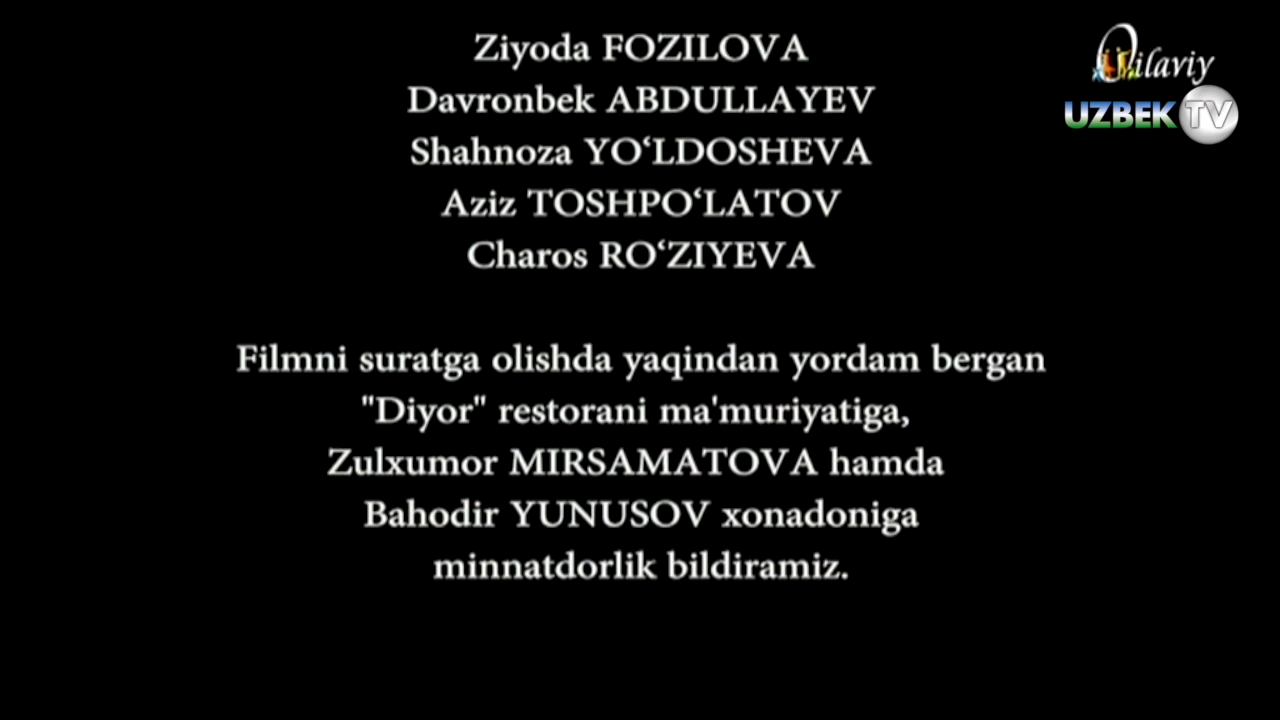 Ziyoda FOZILOVA
Davronbek ABDULLAYEV
Shahnoza YO‘LDOSHEVA
Aziz TOSHPO‘LATOV
Charos RO‘ZIYEVA
Filmni suratga olishda yaqindan yordam bergan
"Diyor" restorani ma'muriyatiga,
Zulxumor MIRSAMATOVA hamda
Bahodir YUNUSOV xonadoniga
minnatdorlik bildiramiz.
Oilaviy
UZBEK TV